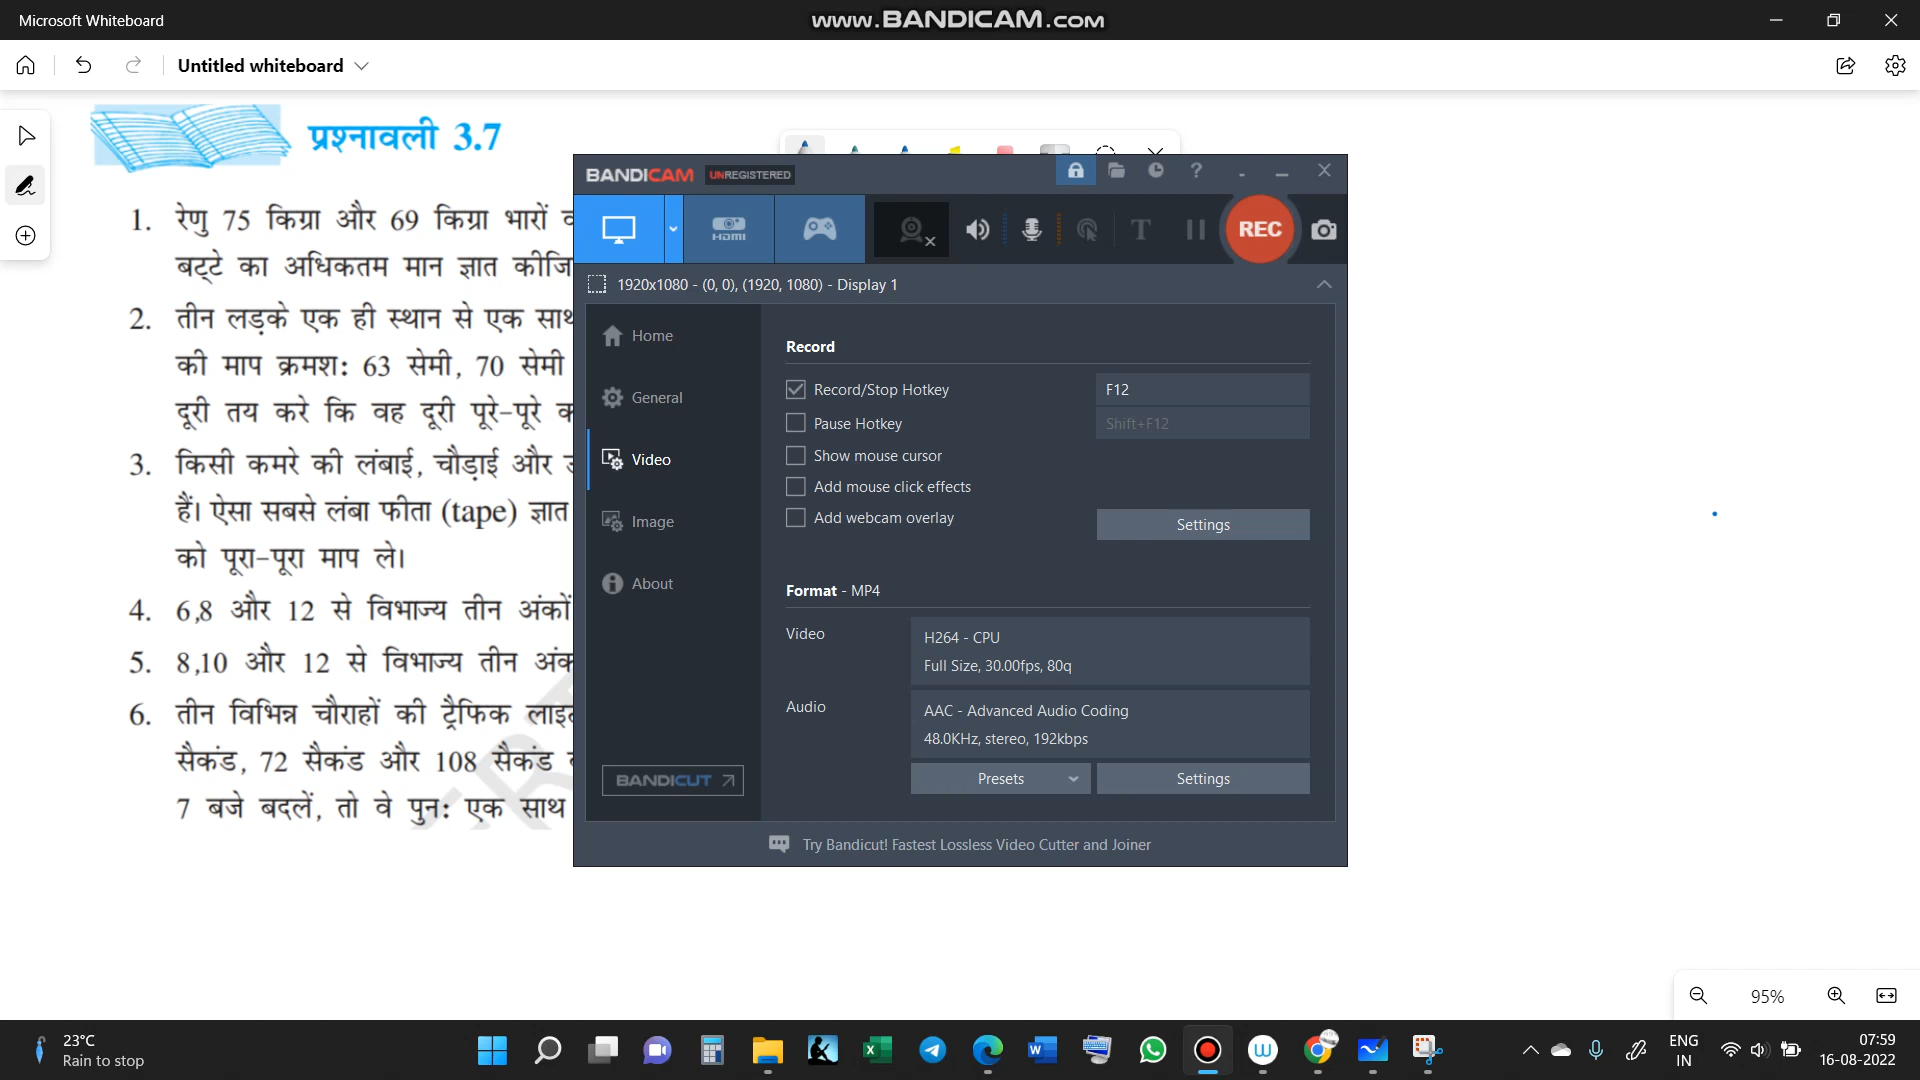 Microsoft Whiteboard
www.BANDICAM.com
Untitled whiteboard
प्रश्नावली 3.7
1. रेणु 75 किग्रा और 69 किग्रा भारों
बट्टे का अधिकतम मान ज्ञात
2. तीन लड़के एक ही स्थान से एक
की माप क्रमश: 63 सेमी, 70 सेमी
दूरी तय करे कि वह दूरी पूरे-पूरे
3. किसी कमरे की लंबाई, चौड़ाई और
हैं। ऐसा सबसे लंबा फीता (tape) ज्ञात
को पूरा-पूरा माप ले।
4. 6,8 और 12 से विभाज्य तीन अंकों
5. 8,10 और 12 से विभाज्य तीन
6. तीन विभिन्न चौराहों की ट्रैफिक
सैकंड, 72 सैकंड और 108 सैकंड
7 बजे बदलें, तो वे पुन: एक साथ
BANDICAM UNREGISTERED
HDMI
T
REC
1920x1080 - (0, 0), (1920, 1080) - Display 1
Home
General
Video
Image
About
BANDICUT
Record
Record/Stop Hotkey F12
Pause Hotkey Shift+F12
Show mouse cursor
Add mouse click effects
Add webcam overlay
Settings
Format - MP4
Video
H264 - CPU
Full Size, 30.00fps, 80q
Audio
AAC - Advanced Audio Coding
48.0KHz, stereo, 192kbps
Presets Settings
Try Bandicut! Fastest Lossless Video Cutter and Joiner
95%
23°C
Rain to stop
ENG
IN
07:59
16-08-2022